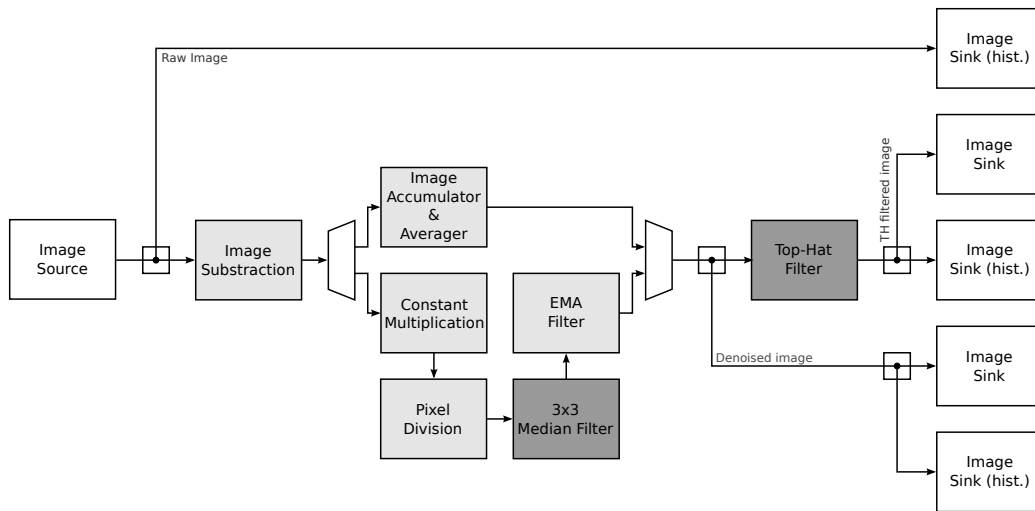 Image
Sink (hist.)
Raw Image
Image
Sink
TH filtered image
Image
Accumulator
&
Averager
Image
Source
Image
Substraction
Top-Hat
Filter
Image
Sink (hist.)
Constant
Multiplication
EMA
Filter
Denoised image
Image
Sink
Pixel
Division
3x3
Median Filter
Image
Sink (hist.)